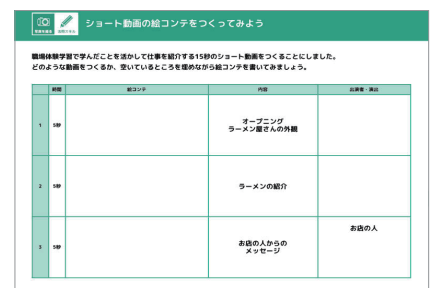 ショート動画の絵コンテをつくってみよう
職場体験学習で学んだことを活かして仕事を紹介する15秒のショート動画をつくることにしました。
どのような動画をつくるか、空いているところを埋めながら絵コンテを書いてみましょう。
時間 絵コンテ 内容 出演者・演出
1 5秒 オープニング
ラーメン屋さんの外観
2 5秒 ラーメンの紹介
お店の人
3 5秒 お店の人からの
メッセージ